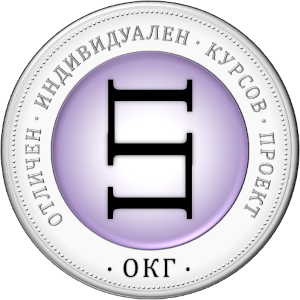 ОТЛИЧЕН · ИНДИВИДУАЛЕН · КУРСОВ · ПРОЕКТ
· ОКГ ·